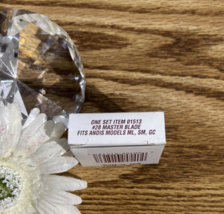 ONE SET ITEM 01513
#28 MASTER BLADE
FITS ANDIS MODELS ML, SM, GC